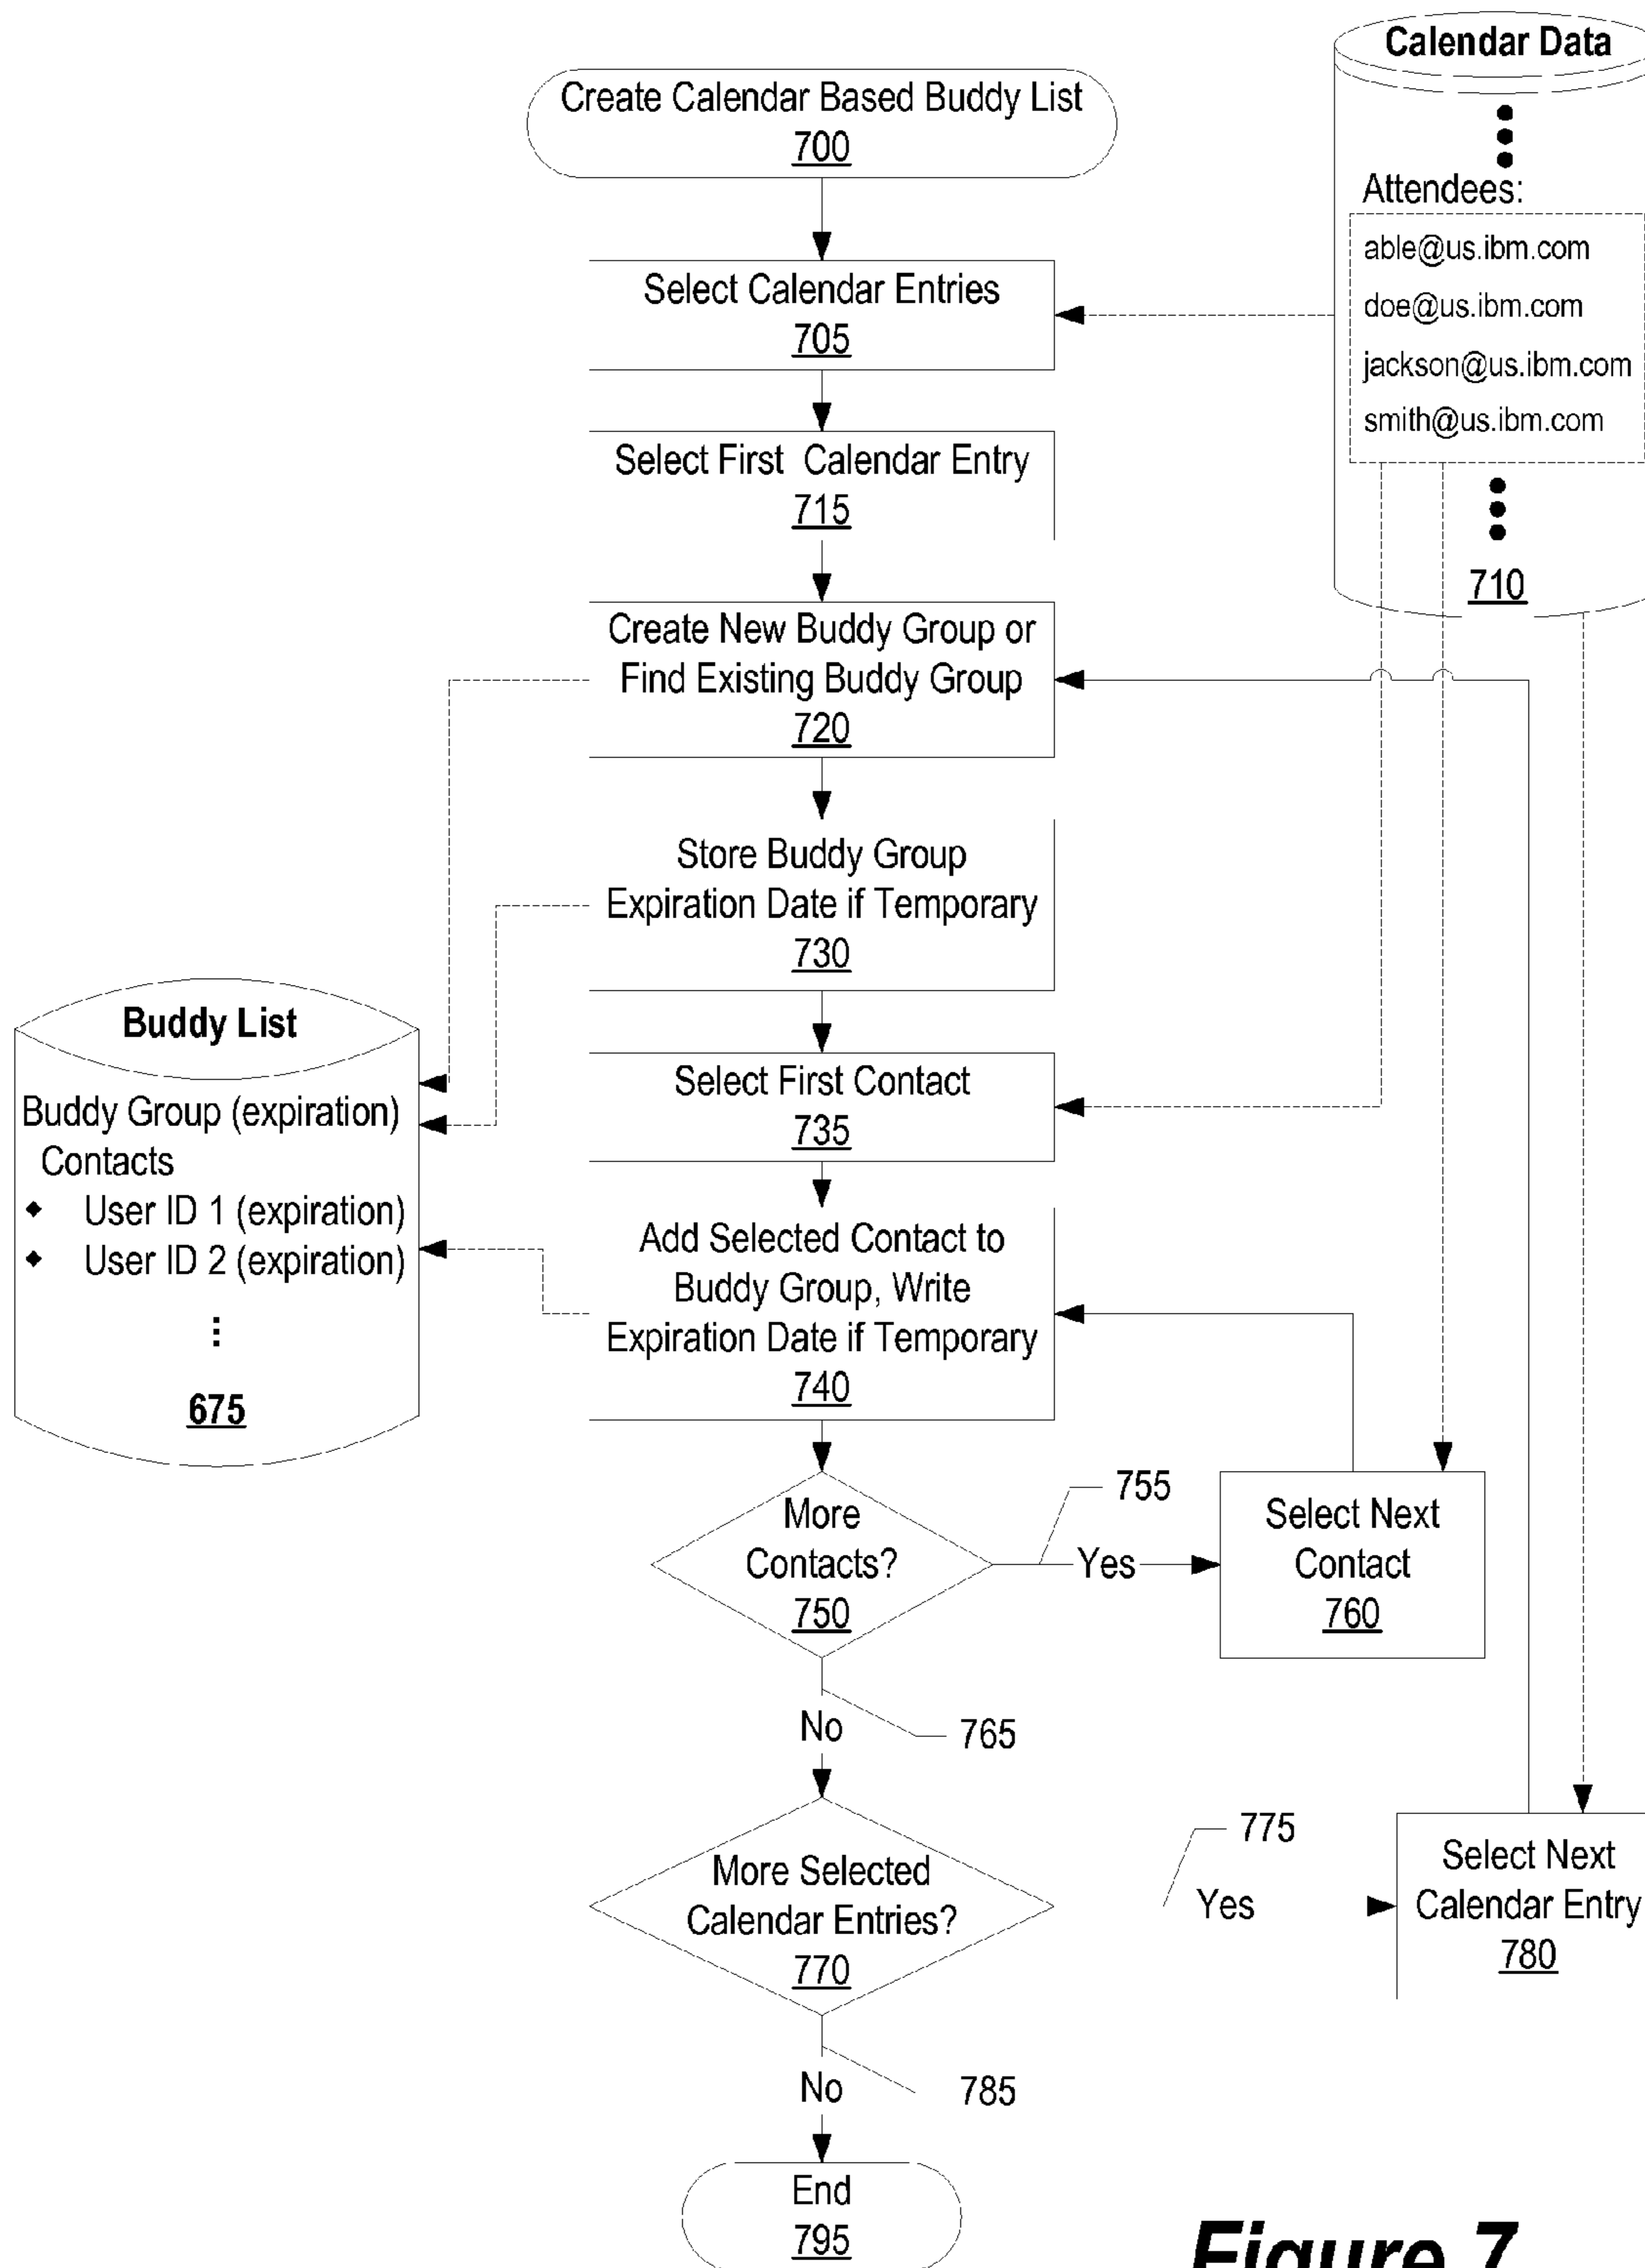 Calendar Data
Create Calendar Based Buddy List
700
Attendees:
able@us.ibm.com
doe@us.ibm.com
jackson@us.ibm.com
smith@us.ibm.com
710
Select Calendar Entries
705
Select First Calendar Entry
715
Create New Buddy Group or
Find Existing Buddy Group
720
Store Buddy Group
Expiration Date if Temporary
730
Buddy List
Buddy Group (expiration)
Contacts
◆ User ID 1 (expiration)
◆ User ID 2 (expiration)
⋮
675
Select First Contact
735
Add Selected Contact to
Buddy Group, Write
Expiration Date if Temporary
740
More
Contacts?
750
755
Yes
Select Next
Contact
760
No
765
More Selected
Calendar Entries?
770
775
Yes
Select Next
Calendar Entry
780
No
785
End
795
Figure 7